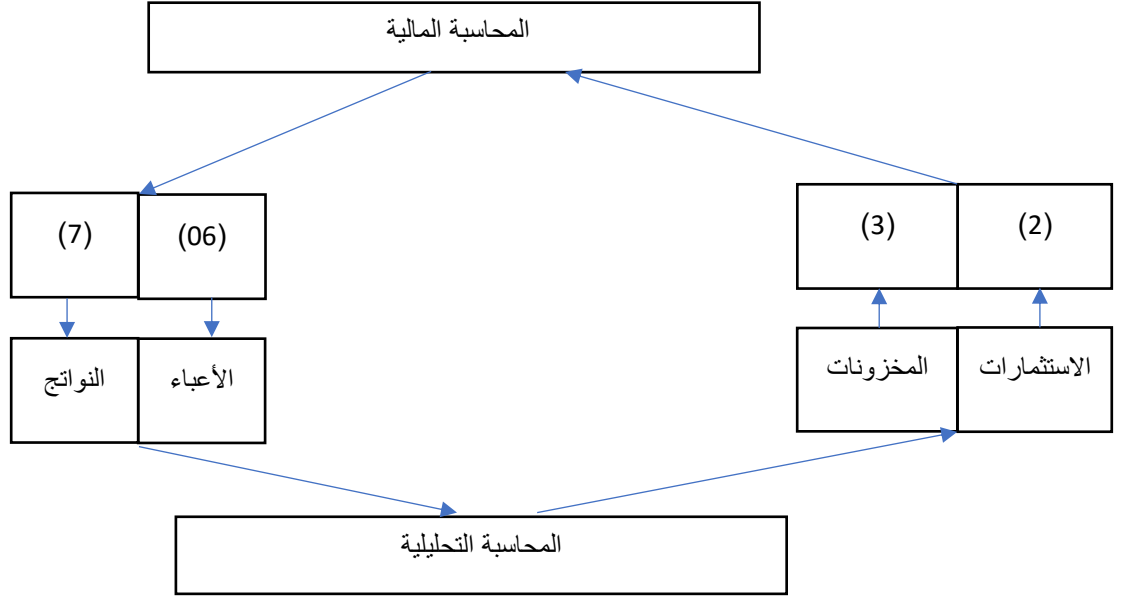 المحاسبة المالية
(2)
(3)
(06)
(7)
الاستثمارات
المخزونات
الأعباء
النواتج
المحاسبة التحليلية